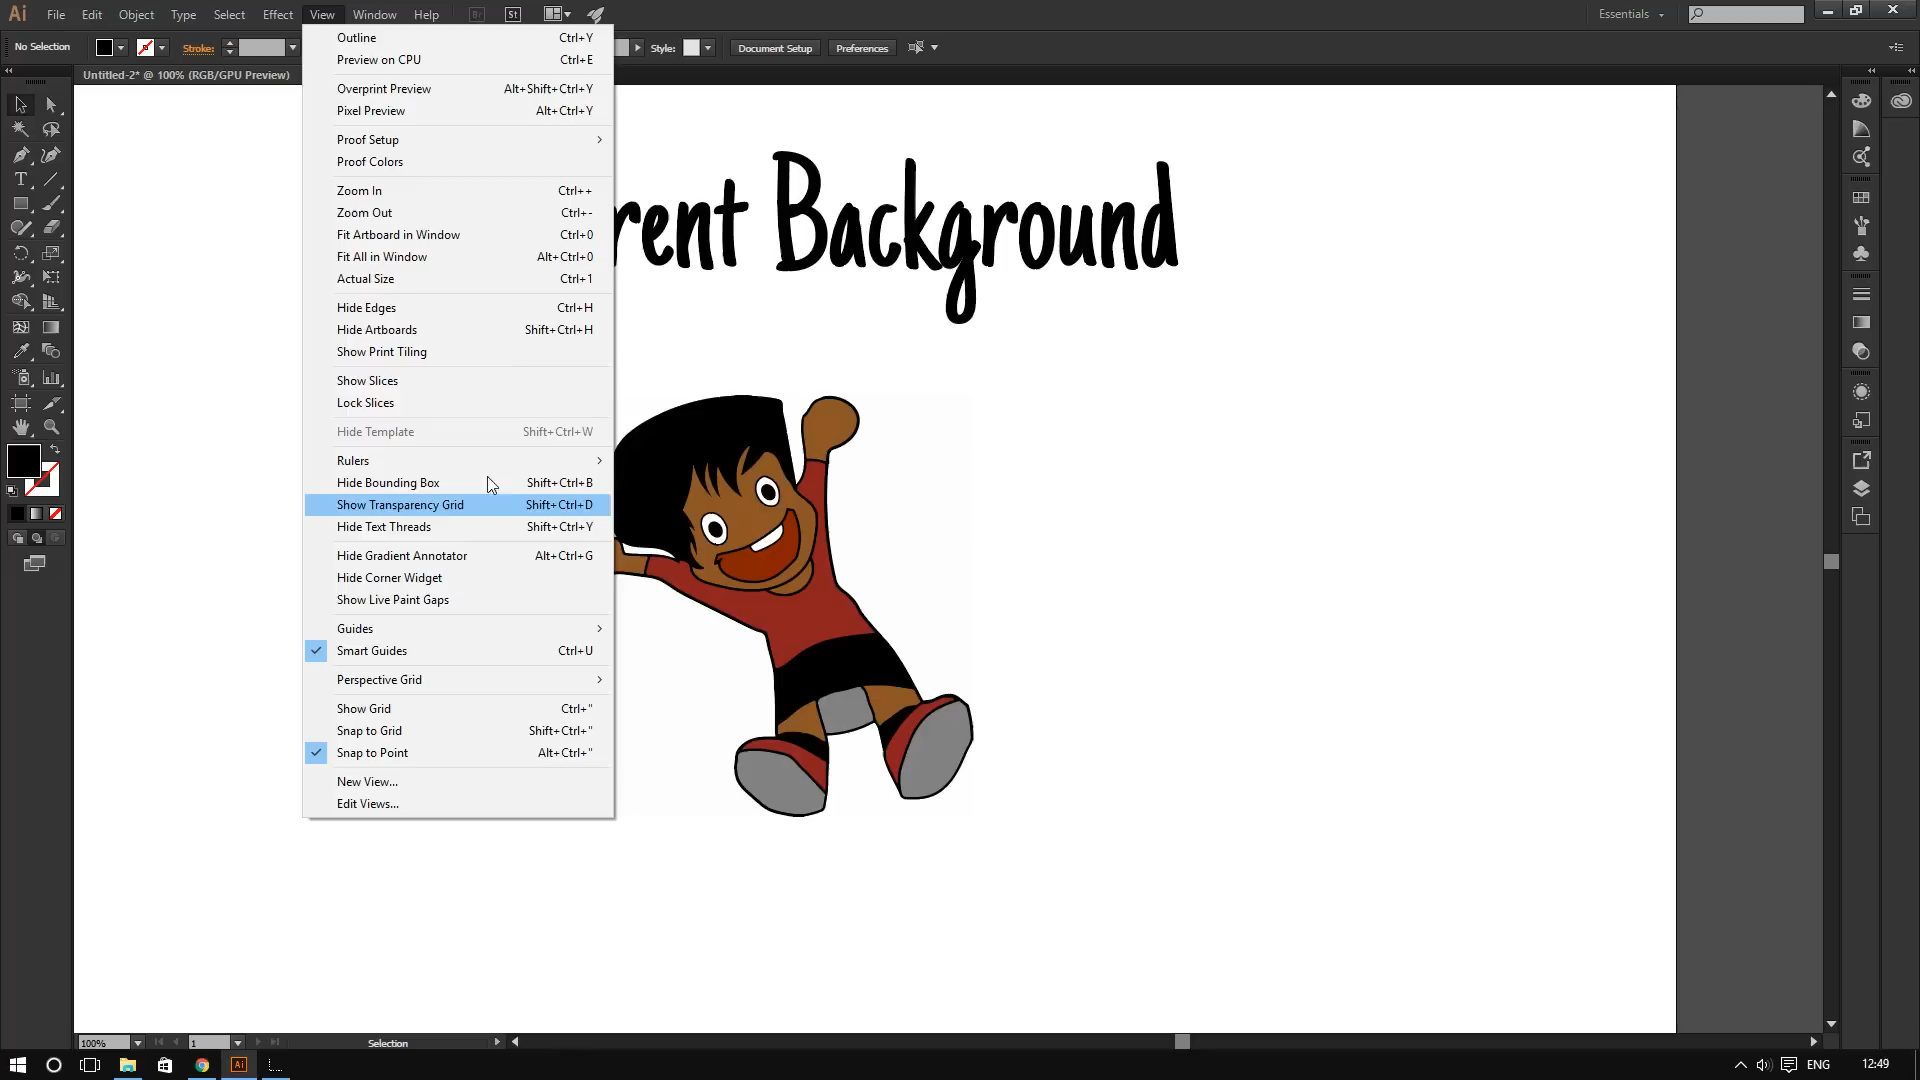 Ai File Edit Object Type Select Effect View Window Help Br St Essentials
No Selection Stroke: Style: Document Setup Preferences
Untitled-2* @ 100% (RGB/GPU Preview)
Outline Ctrl+Y
Preview on CPU Ctrl+E
Overprint Preview Alt+Shift+Ctrl+Y
Pixel Preview Alt+Ctrl+Y
Proof Setup
Proof Colors
Zoom In Ctrl++
Zoom Out Ctrl+-
Fit Artboard in Window Ctrl+0
Fit All in Window Alt+Ctrl+0
Actual Size Ctrl+1
Hide Edges Ctrl+H
Hide Artboards Shift+Ctrl+H
Show Print Tiling
Show Slices
Lock Slices
Hide Template Shift+Ctrl+W
Rulers
Hide Bounding Box Shift+Ctrl+B
Show Transparency Grid Shift+Ctrl+D
Hide Text Threads Shift+Ctrl+Y
Hide Gradient Annotator Alt+Ctrl+G
Hide Corner Widget
Show Live Paint Gaps
Guides
Smart Guides Ctrl+U
Perspective Grid
Show Grid Ctrl+"
Snap to Grid Shift+Ctrl+"
Snap to Point Alt+Ctrl+"
New View...
Edit Views...
rent Background
100% 1 Selection
Ai ENG 12:49